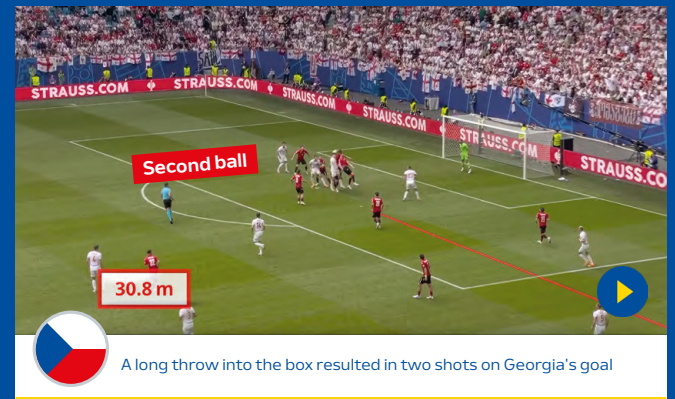 STRAUSS.COM
STRAUSS.COM
STRAUSS.COM
STRAUSS.COM
STRAUSS.COM
STRAUSS.CO
Second ball
30.8 m
A long throw into the box resulted in two shots on Georgia's goal